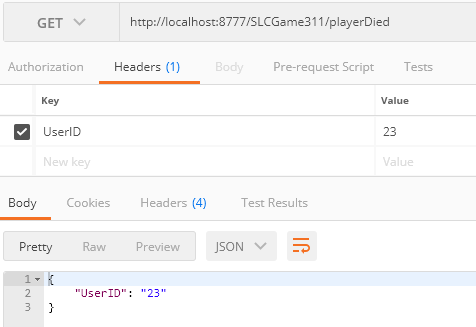 GET http://localhost:8777/SLCGame311/playerDied
Authorization Headers (1) Body Pre-request Script Tests
Key Value
UserID 23
New key Value
Body Cookies Headers (4) Test Results
Pretty Raw Preview JSON
1 {
2 "UserID": "23"
3 }